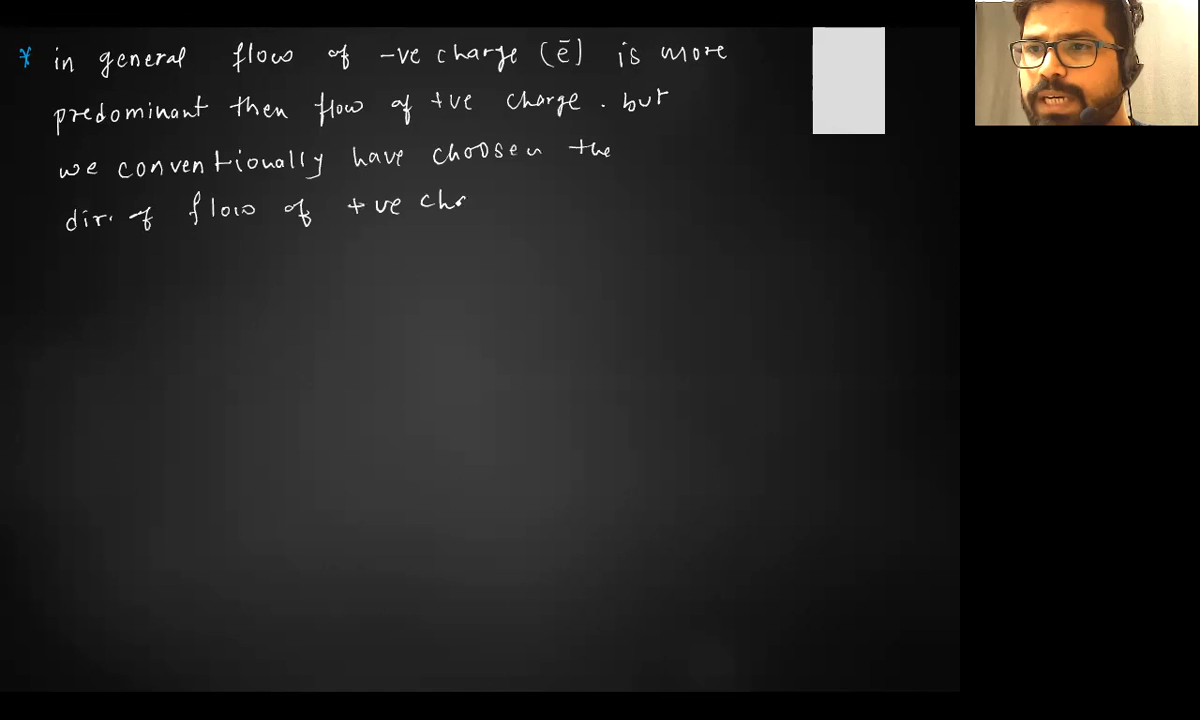 * in general flow of -ve charge (ē) is more
predominant then flow of +ve charge. but
we conventionally have choosen the
dir. of flow of +ve cha